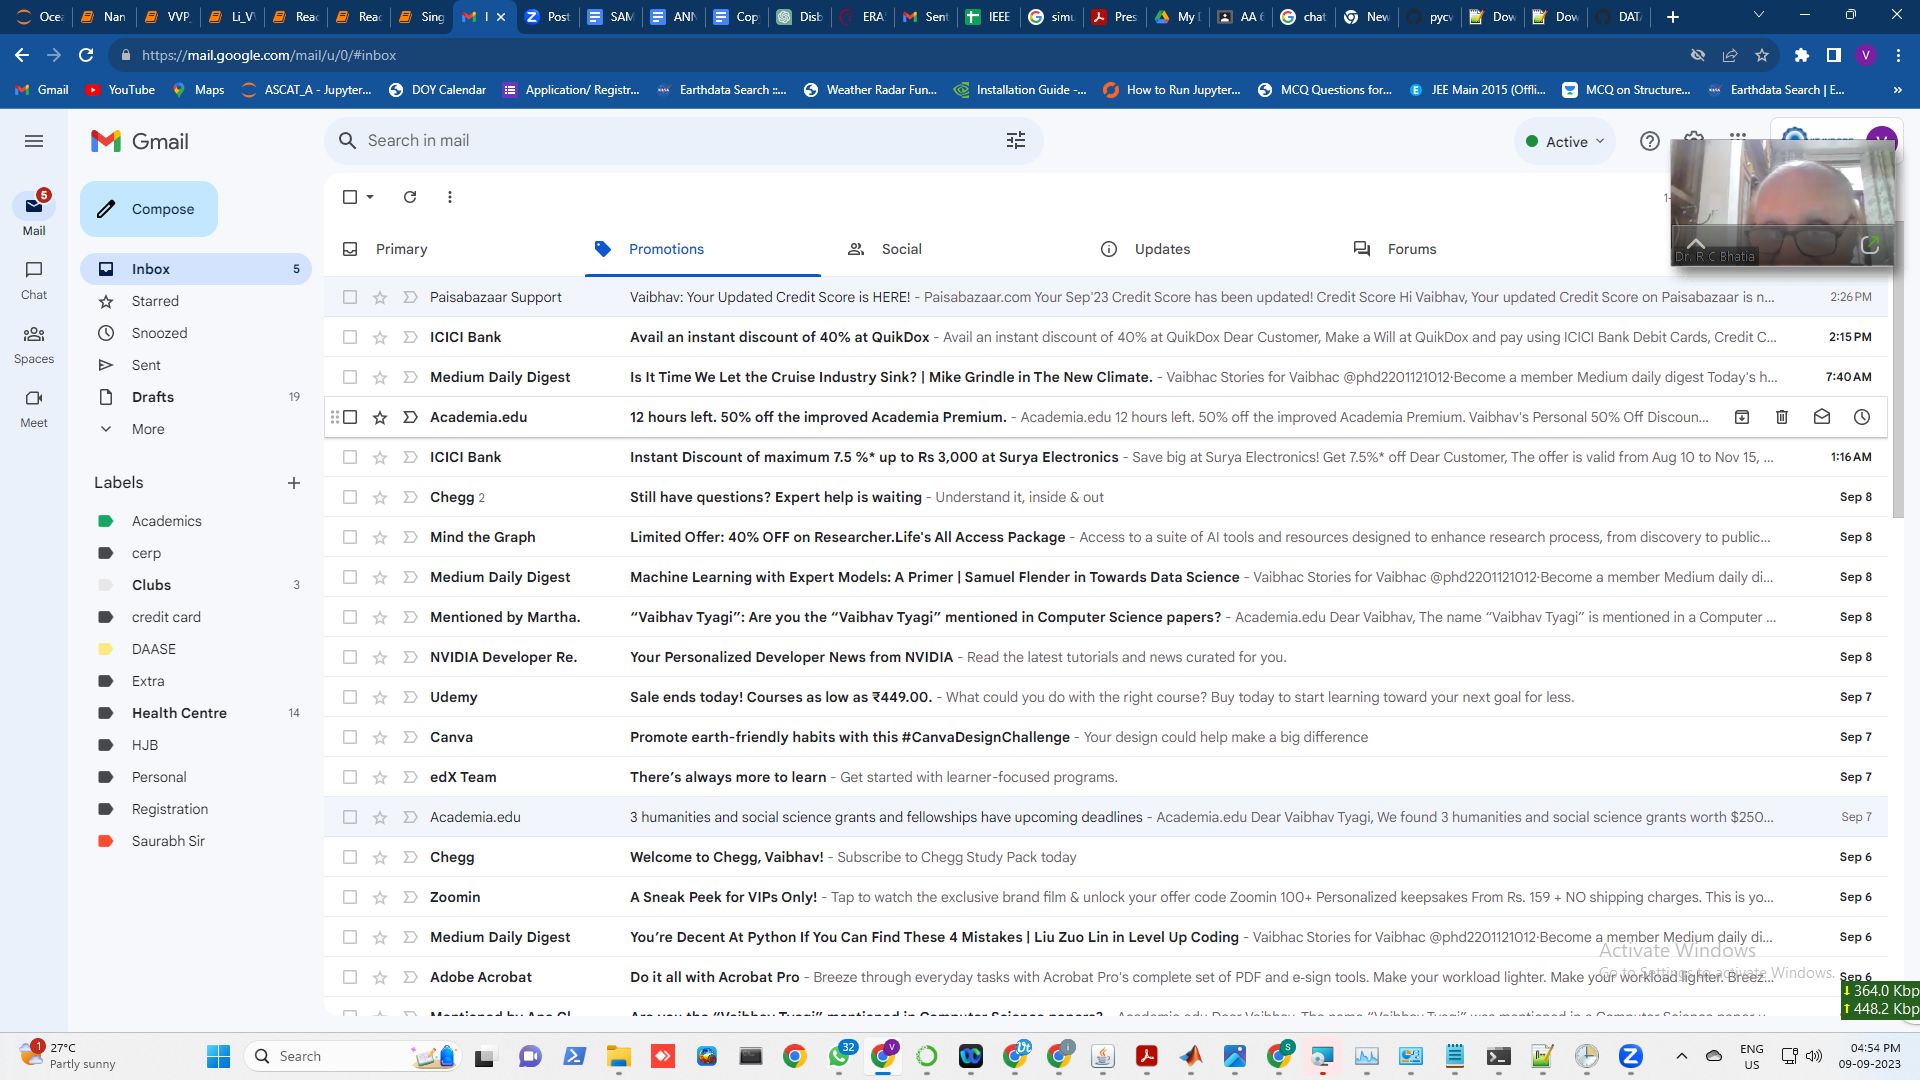 Ocea
Nan
VVP_
Li_V
Read
Read
Sing
I
Post
SAM
ANN
Copy
Disb
ERA
Sent
IEEE
simu
Pres
My D
AA 6
chat
New
pycw
Dow
Dow
DATA
https://mail.google.com/mail/u/0/#inbox
V
Gmail
YouTube
Maps
ASCAT_A - Jupyter...
DOY Calendar
Application/ Registr...
Earthdata Search ::...
Weather Radar Fun...
Installation Guide -...
How to Run Jupyter...
MCQ Questions for...
JEE Main 2015 (Offli...
MCQ on Structure...
Earthdata Search | E...
»
Gmail
Search in mail
Active
5
Mail
Chat
Spaces
Meet
Compose
Inbox 5
Starred
Snoozed
Sent
Drafts 19
More
Labels
Academics
cerp
Clubs 3
credit card
DAASE
Extra
Health Centre 14
HJB
Personal
Registration
Saurabh Sir
Dr. R C Bhatia
Primary
Promotions
Social
Updates
Forums
Paisabazaar Support Vaibhav: Your Updated Credit Score is HERE! - Paisabazaar.com Your Sep'23 Credit Score has been updated! Credit Score Hi Vaibhav, Your updated Credit Score on Paisabazaar is n... 2:26 PM
ICICI Bank Avail an instant discount of 40% at QuikDox - Avail an instant discount of 40% at QuikDox Dear Customer, Make a Will at QuikDox and pay using ICICI Bank Debit Cards, Credit C... 2:15 PM
Medium Daily Digest Is It Time We Let the Cruise Industry Sink? | Mike Grindle in The New Climate. - Vaibhac Stories for Vaibhac @phd2201121012·Become a member Medium daily digest Today's h... 7:40 AM
Academia.edu 12 hours left. 50% off the improved Academia Premium. - Academia.edu 12 hours left. 50% off the improved Academia Premium. Vaibhav's Personal 50% Off Discoun...
ICICI Bank Instant Discount of maximum 7.5 %* up to Rs 3,000 at Surya Electronics - Save big at Surya Electronics! Get 7.5%* off Dear Customer, The offer is valid from Aug 10 to Nov 15, ... 1:16 AM
Chegg 2 Still have questions? Expert help is waiting - Understand it, inside & out Sep 8
Mind the Graph Limited Offer: 40% OFF on Researcher.Life's All Access Package - Access to a suite of AI tools and resources designed to enhance research process, from discovery to public... Sep 8
Medium Daily Digest Machine Learning with Expert Models: A Primer | Samuel Flender in Towards Data Science - Vaibhac Stories for Vaibhac @phd2201121012·Become a member Medium daily di... Sep 8
Mentioned by Martha. “Vaibhav Tyagi”: Are you the “Vaibhav Tyagi” mentioned in Computer Science papers? - Academia.edu Dear Vaibhav, The name “Vaibhav Tyagi” is mentioned in a Computer ... Sep 8
NVIDIA Developer Re. Your Personalized Developer News from NVIDIA - Read the latest tutorials and news curated for you. Sep 8
Udemy Sale ends today! Courses as low as ₹449.00. - What could you do with the right course? Buy today to start learning toward your next goal for less. Sep 7
Canva Promote earth-friendly habits with this #CanvaDesignChallenge - Your design could help make a big difference Sep 7
edX Team There’s always more to learn - Get started with learner-focused programs. Sep 7
Academia.edu 3 humanities and social science grants and fellowships have upcoming deadlines - Academia.edu Dear Vaibhav Tyagi, We found 3 humanities and social science grants worth $250... Sep 7
Chegg Welcome to Chegg, Vaibhav! - Subscribe to Chegg Study Pack today Sep 6
Zoomin A Sneak Peek for VIPs Only! - Tap to watch the exclusive brand film & unlock your offer code Zoomin 100+ Personalized keepsakes From Rs. 159 + NO shipping charges. This is yo... Sep 6
Medium Daily Digest You’re Decent At Python If You Can Find These 4 Mistakes | Liu Zuo Lin in Level Up Coding - Vaibhac Stories for Vaibhac @phd2201121012·Become a member Medium daily di... Sep 6
Activate Windows
Go to Settings to activate Windows.
Adobe Acrobat Do it all with Acrobat Pro - Breeze through everyday tasks with Acrobat Pro's complete set of PDF and e-sign tools. Make your workload lighter. Make your workload lighter. Breez... Sep 6
364.0 Kbp
448.2 Kbp
1
27°C
Partly sunny
Search
32
ENG
US
04:54 PM
09-09-2023